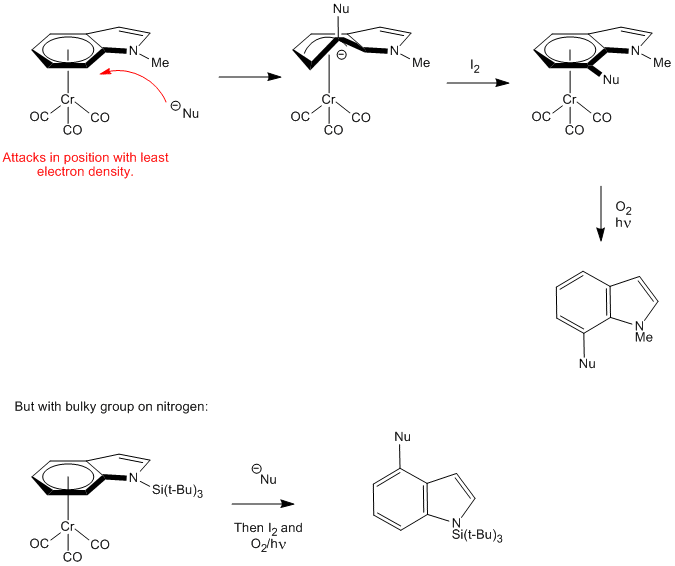 Nu
N
Me
Cr
OC
CO
CO
⊖Nu
Attacks in position with least
electron density.
⊖
N
Me
Cr
OC
CO
CO
I2
N
Me
Nu
Cr
OC
CO
CO
O2
hν
N
Me
Nu
But with bulky group on nitrogen:
N
Si(t-Bu)3
Cr
OC
CO
CO
⊖Nu
Then I2 and
O2/hν
Nu
N
Si(t-Bu)3